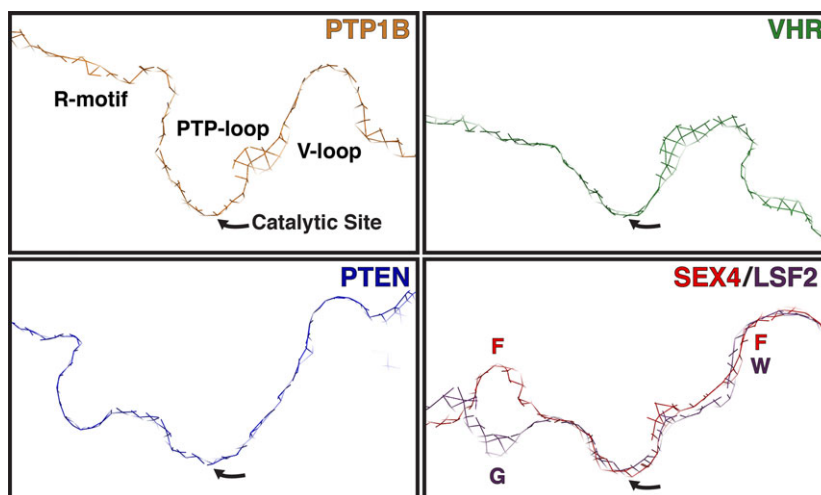 PTP1B
R-motif
PTP-loop
V-loop
Catalytic Site
VHR
PTEN
SEX4/LSF2
F
F
W
G